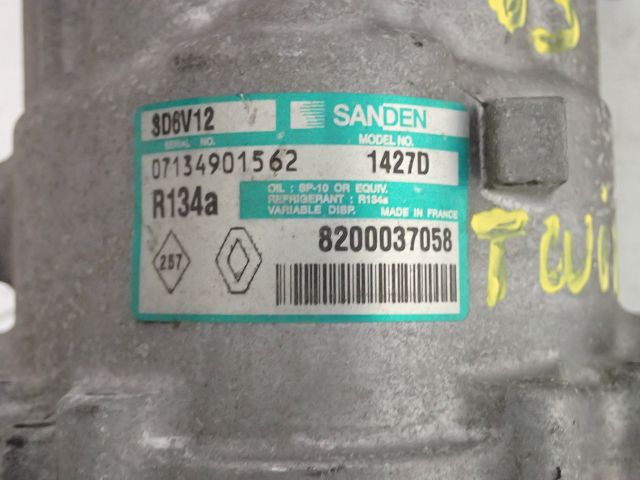 SD6V12 SANDEN
SERIAL NO. MODEL NO.
07134901562 1427D
R134a OIL : SP-10 OR EQUIV.
REFRIGERANT : R134a
VARIABLE DISP. MADE IN FRANCE
8200037058
257